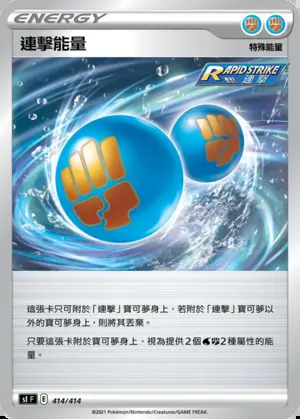 ENERGY
連擊能量
特殊能量
RAPID STRIKE
連擊
這張卡只可附於「連擊」寶可夢身上，若附於「連擊」寶可夢以
外的寶可夢身上，則將其丟棄。
只要這張卡附於寶可夢身上，視為提供2個2種屬性的能
量。
sI F E 414/414
©2021 Pokémon/Nintendo/Creatures/GAME FREAK.